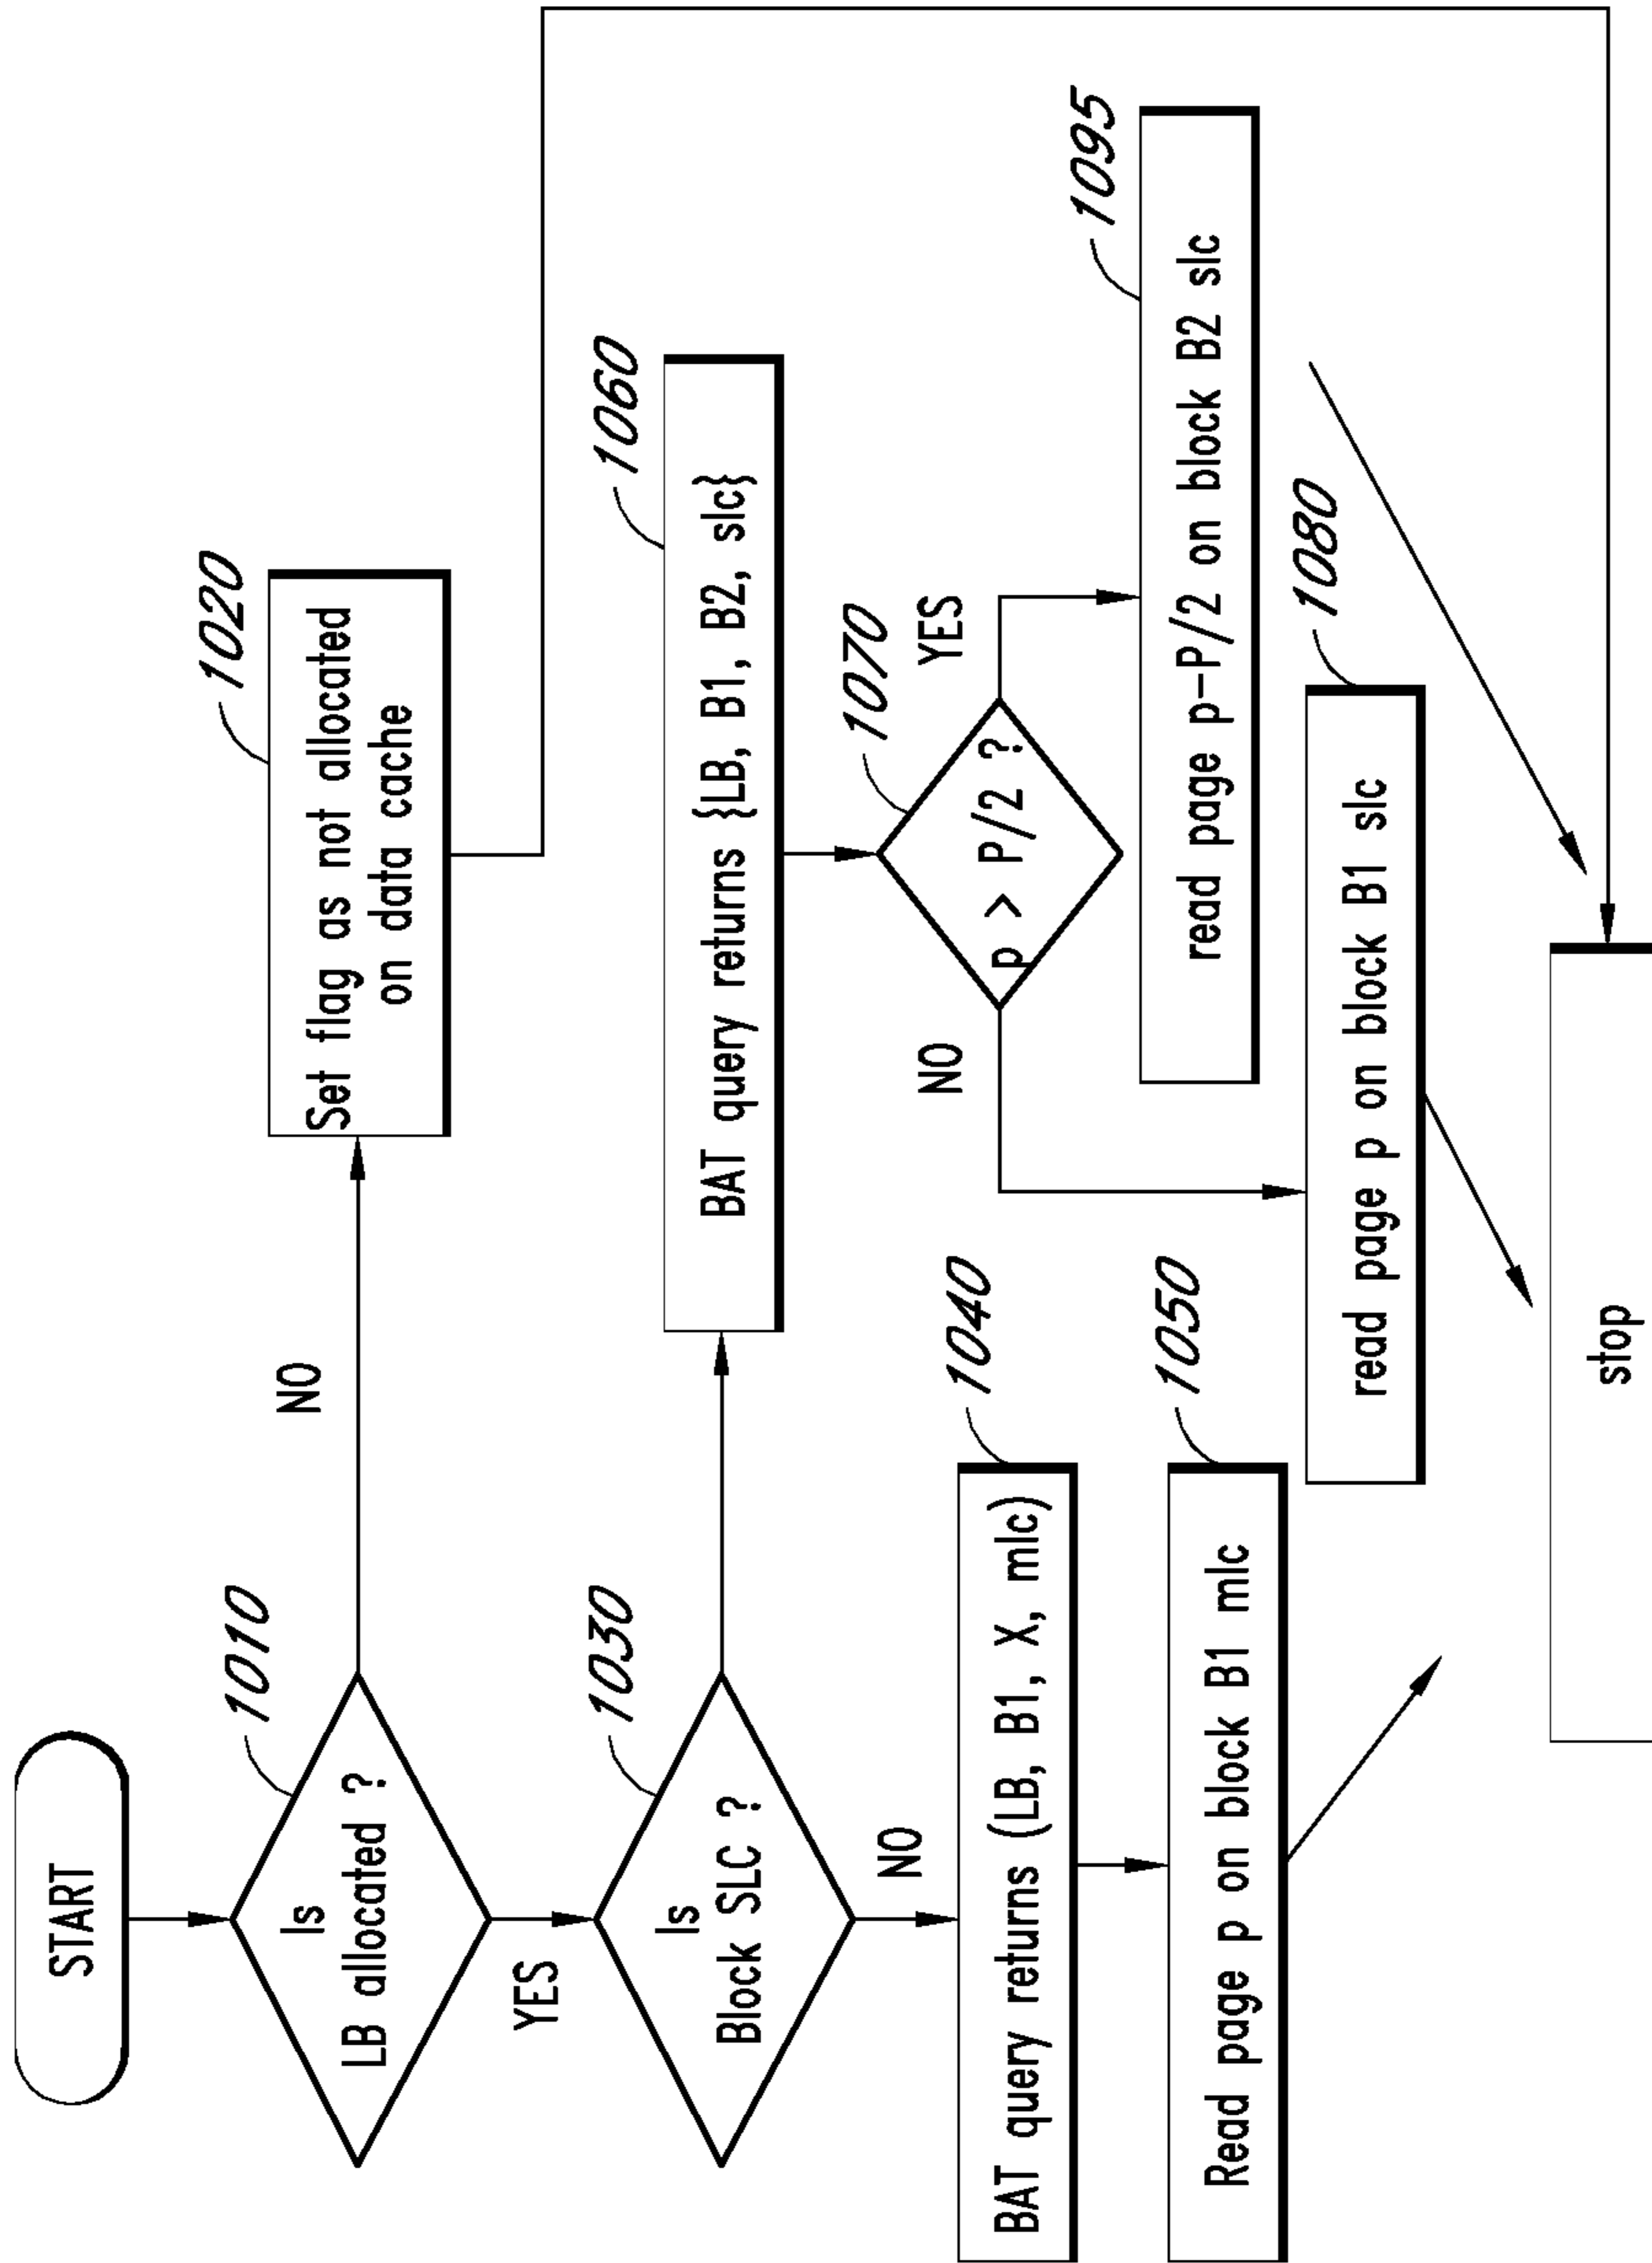 START
1010
Is
LB allocated ?
NO
1020
Set flag as not allocated
on data cache
YES
1030
Is
Block SLC ?
1060
BAT query returns {LB, B1, B2, slc}
NO
1040
BAT query returns (LB, B1, X, mlc)
1070
p > P/2 ?
NO
YES
1050
Read page p on block B1 mlc
1095
read page p-P/2 on block B2 slc
1080
read page p on block B1 slc
stop